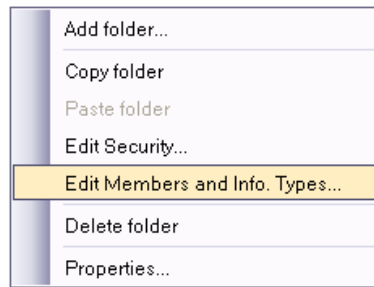 Add folder...
Copy folder
Paste folder
Edit Security...
Edit Members and Info. Types...
Delete folder
Properties...